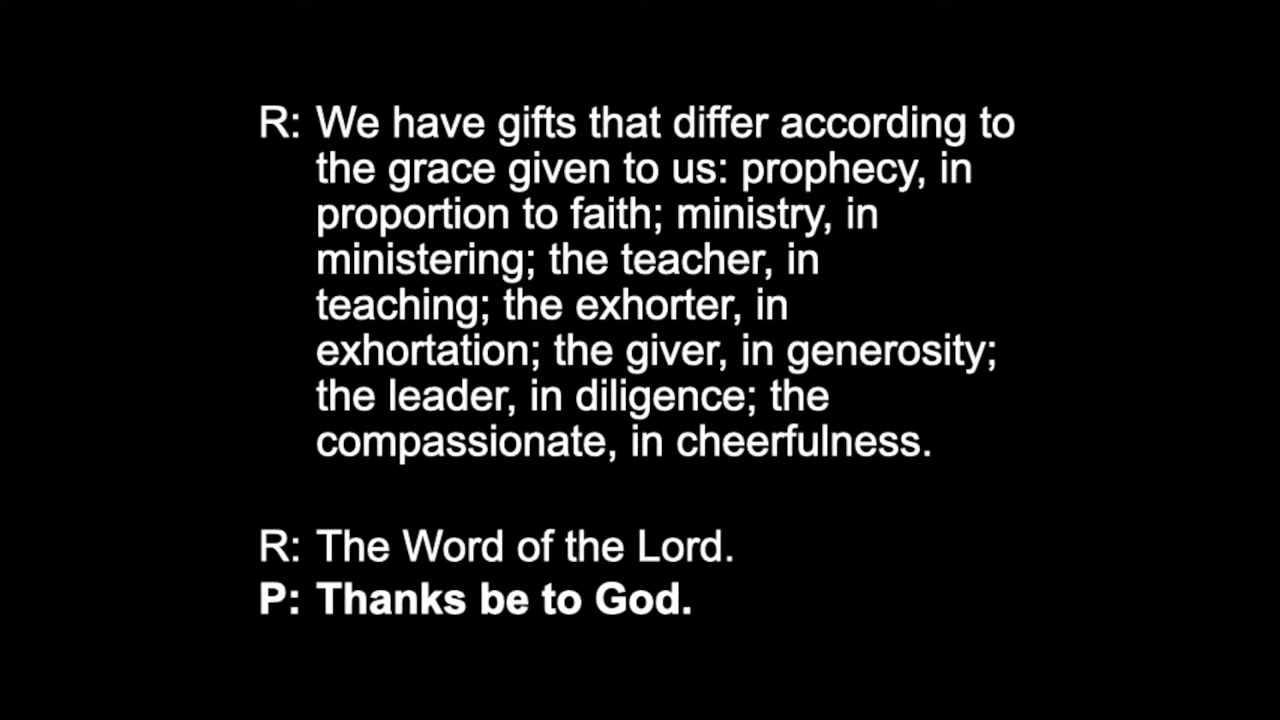 R: We have gifts that differ according to
the grace given to us: prophecy, in
proportion to faith; ministry, in
ministering; the teacher, in
teaching; the exhorter, in
exhortation; the giver, in generosity;
the leader, in diligence; the
compassionate, in cheerfulness.
R: The Word of the Lord.
P: Thanks be to God.